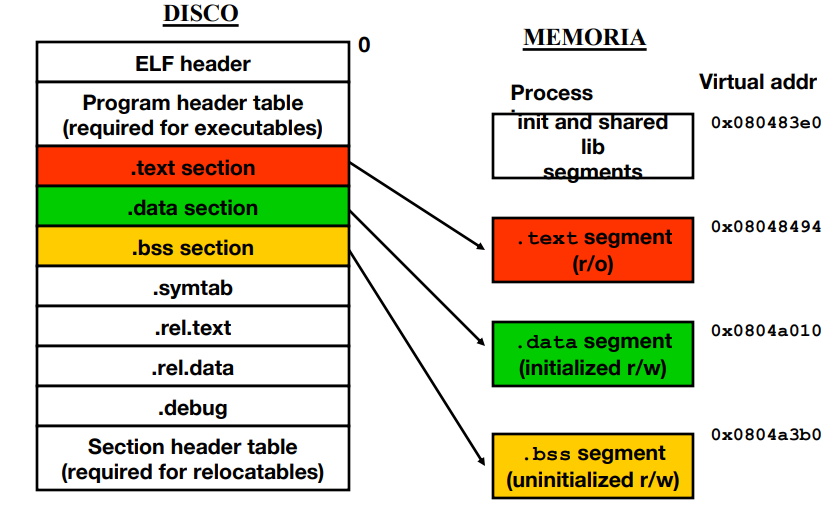 DISCO
0
ELF header
Program header table
(required for executables)
.text section
.data section
.bss section
.symtab
.rel.text
.rel.data
.debug
Section header table
(required for relocatables)
MEMORIA
Process
Virtual addr
init and shared
lib
segments
0x080483e0
.text segment
(r/o)
0x08048494
.data segment
(initialized r/w)
0x0804a010
.bss segment
(uninitialized r/w)
0x0804a3b0